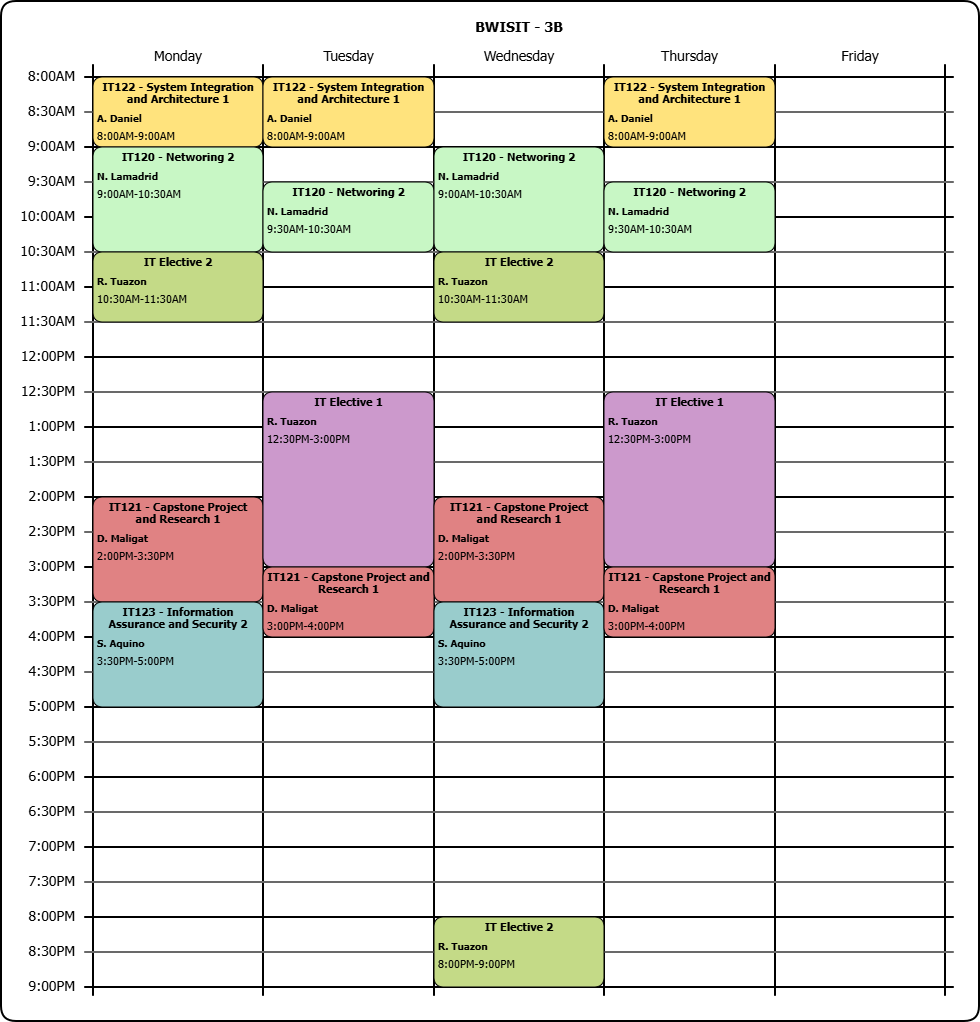 BWISIT - 3B
Monday
Tuesday
Wednesday
Thursday
Friday
8:00AM
8:30AM
9:00AM
9:30AM
10:00AM
10:30AM
11:00AM
11:30AM
12:00PM
12:30PM
1:00PM
1:30PM
2:00PM
2:30PM
3:00PM
3:30PM
4:00PM
4:30PM
5:00PM
5:30PM
6:00PM
6:30PM
7:00PM
7:30PM
8:00PM
8:30PM
9:00PM
IT122 - System Integration
and Architecture 1
A. Daniel
8:00AM-9:00AM
IT120 - Networing 2
N. Lamadrid
9:00AM-10:30AM
IT Elective 2
R. Tuazon
10:30AM-11:30AM
IT121 - Capstone Project
and Research 1
D. Maligat
2:00PM-3:30PM
IT123 - Information
Assurance and Security 2
S. Aquino
3:30PM-5:00PM
IT122 - System Integration
and Architecture 1
A. Daniel
8:00AM-9:00AM
IT120 - Networing 2
N. Lamadrid
9:30AM-10:30AM
IT Elective 1
R. Tuazon
12:30PM-3:00PM
IT121 - Capstone Project and
Research 1
D. Maligat
3:00PM-4:00PM
IT120 - Networing 2
N. Lamadrid
9:00AM-10:30AM
IT Elective 2
R. Tuazon
10:30AM-11:30AM
IT121 - Capstone Project
and Research 1
D. Maligat
2:00PM-3:30PM
IT123 - Information
Assurance and Security 2
S. Aquino
3:30PM-5:00PM
IT Elective 2
R. Tuazon
8:00PM-9:00PM
IT122 - System Integration
and Architecture 1
A. Daniel
8:00AM-9:00AM
IT120 - Networing 2
N. Lamadrid
9:30AM-10:30AM
IT Elective 1
R. Tuazon
12:30PM-3:00PM
IT121 - Capstone Project and
Research 1
D. Maligat
3:00PM-4:00PM